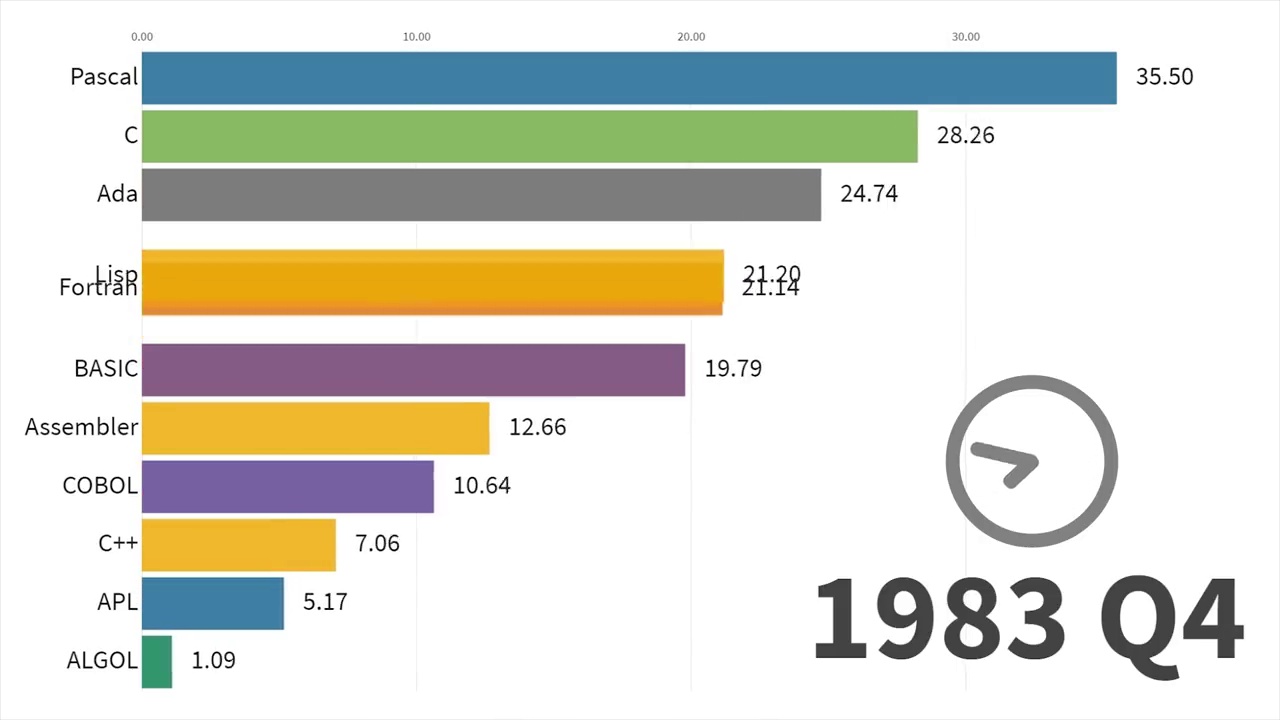 0.00 10.00 20.00 30.00
Pascal 35.50
C 28.26
Ada 24.74
Lisp 21.20
Fortran 21.14
BASIC 19.79
Assembler 12.66
COBOL 10.64
C++ 7.06
APL 5.17
ALGOL 1.09
1983 Q4